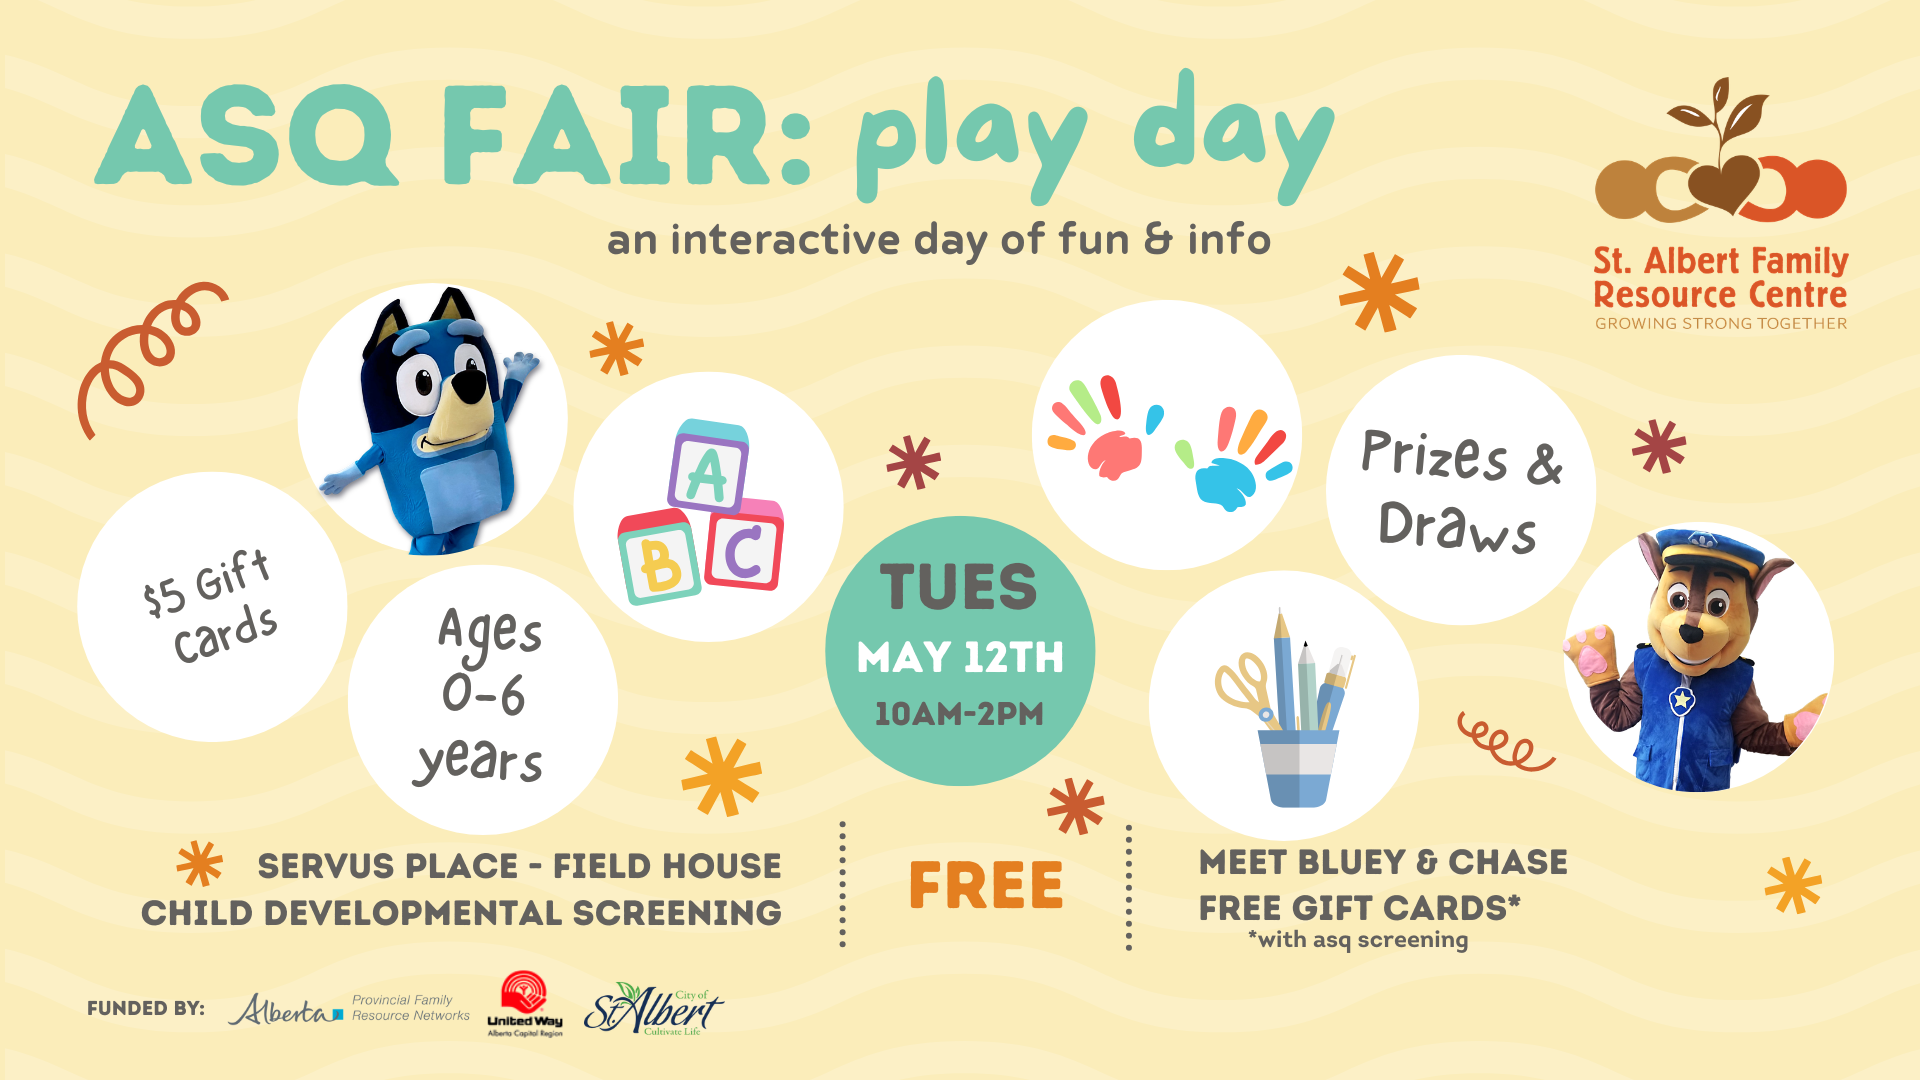 ASQ FAIR: play day
an interactive day of fun & info
St. Albert Family
Resource Centre
GROWING STRONG TOGETHER
$5 Gift
cards
Ages
0-6
years
A
B
C
TUES
MAY 12TH
10AM-2PM
Prizes &
Draws
SERVUS PLACE - FIELD HOUSE
CHILD DEVELOPMENTAL SCREENING
FREE
MEET BLUEY & CHASE
FREE GIFT CARDS*
*with asq screening
FUNDED BY:
Alberta
Provincial Family
Resource Networks
United Way
Alberta Capital Region
City of
St. Albert
Cultivate Life